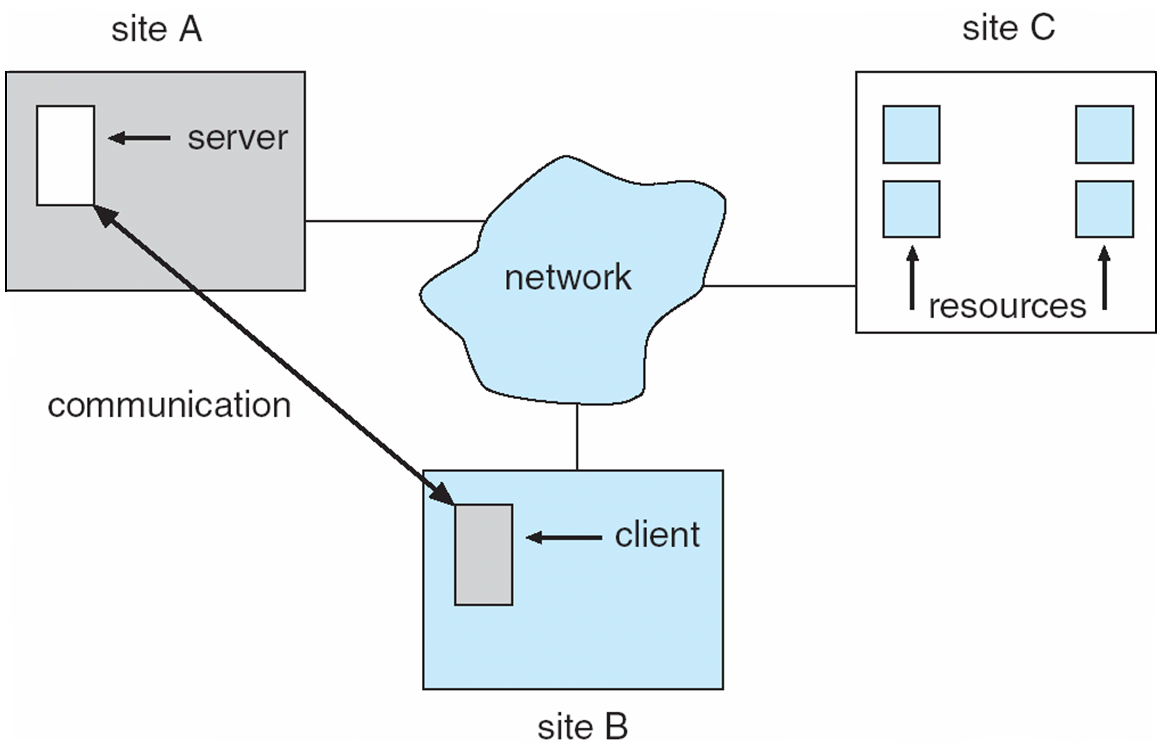 site A
site C
server
network
resources
communication
client
site B